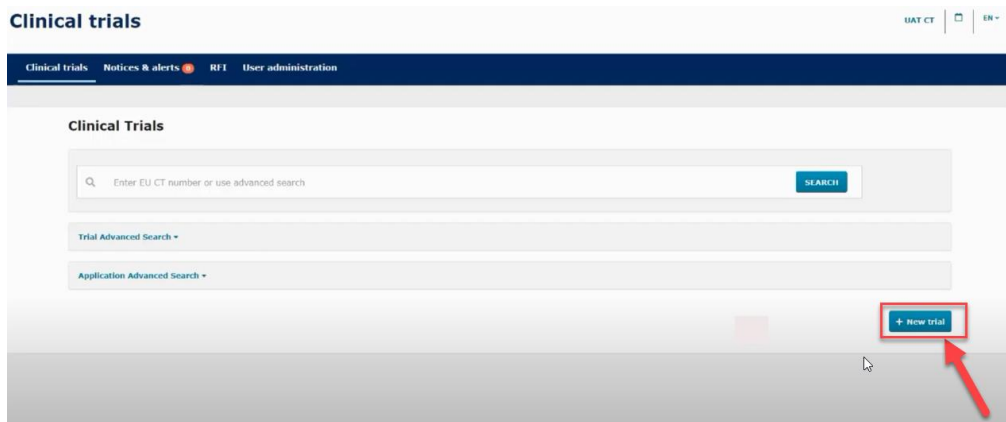 Clinical trials
UAT CT
EN
Clinical trials Notices & alerts RFI User administration
Clinical Trials
Enter EU CT number or use advanced search
SEARCH
Trial Advanced Search
Application Advanced Search
+ New trial